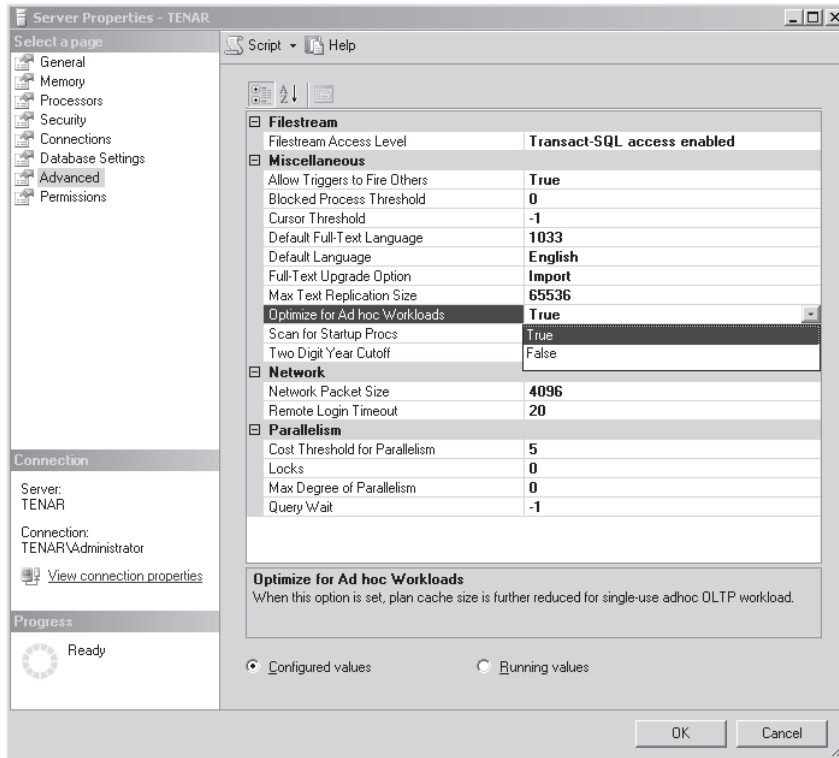 Server Properties - TENAR
Select a page
General
Memory
Processors
Security
Connections
Database Settings
Advanced
Permissions
Connection
Server:
TENAR
Connection:
TENAR\Administrator
View connection properties
Progress
Ready
Script
Help
Filestream
Filestream Access Level Transact-SQL access enabled
Miscellaneous
Allow Triggers to Fire Others True
Blocked Process Threshold 0
Cursor Threshold -1
Default Full-Text Language 1033
Default Language English
Full-Text Upgrade Option Import
Max Text Replication Size 65536
Optimize for Ad hoc Workloads True
Scan for Startup Procs True
Two Digit Year Cutoff False
Network
Network Packet Size 4096
Remote Login Timeout 20
Parallelism
Cost Threshold for Parallelism 5
Locks 0
Max Degree of Parallelism 0
Query Wait -1
Optimize for Ad hoc Workloads
When this option is set, plan cache size is further reduced for single-use adhoc OLTP workload.
Configured values Running values
OK Cancel